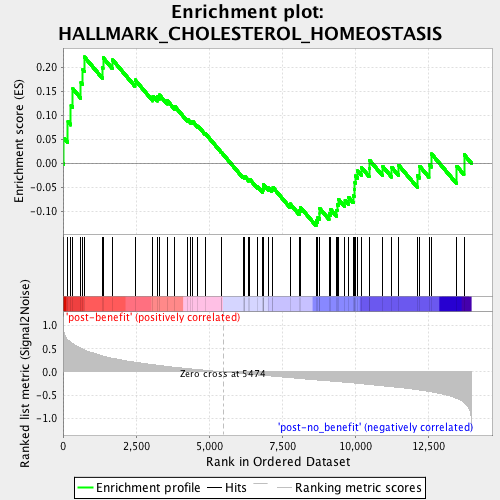 Enrichment plot:
HALLMARK_CHOLESTEROL_HOMEOSTASIS
Enrichment score (ES)
0.20
0.15
0.10
0.05
0.00
-0.05
-0.10
Ranked list metric (Signal2Noise)
1.0
0.5
0.0
-0.5
-1.0
'post-benefit' (positively correlated)
Zero cross at 5474
'post-no_benefit' (negatively correlated)
0
2,500
5,000
7,500
10,000
12,500
Rank in Ordered Dataset
Enrichment profile
Hits
Ranking metric scores